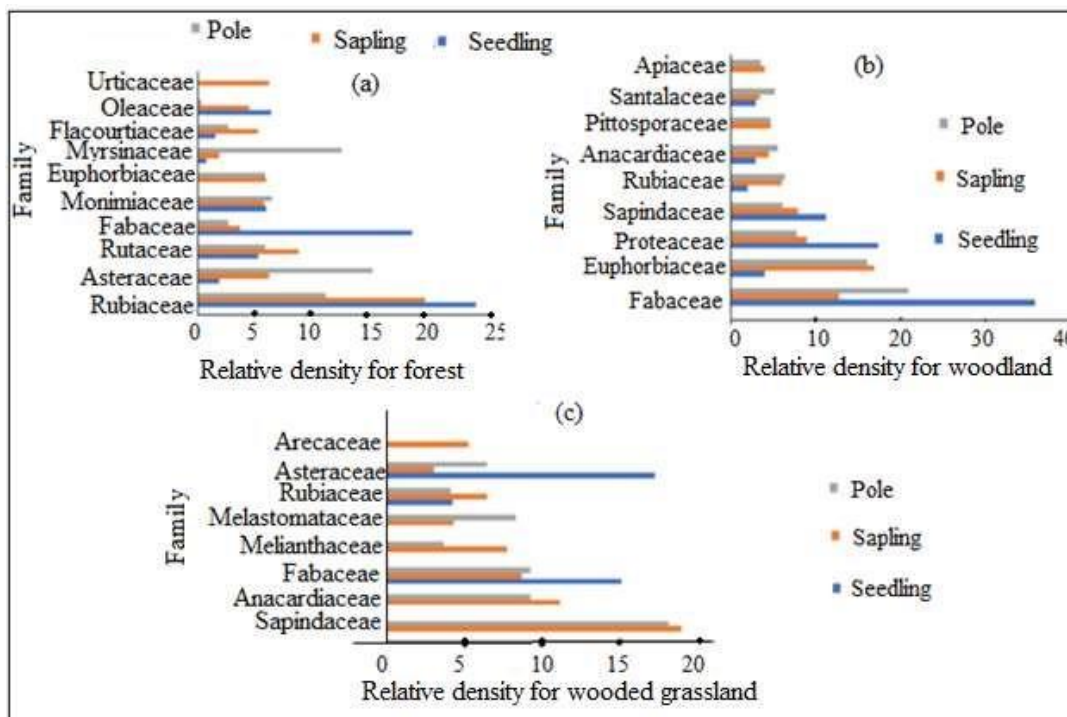 Pole Sapling Seedling
(a)
Family
Urticaceae
Oleaceae
Flacourtiaceae
Myrsinaceae
Euphorbiaceae
Monimiaceae
Fabaceae
Rutaceae
Asteraceae
Rubiaceae
0 5 10 15 20 25
Relative density for forest
(b)
Family
Apiaceae
Santalaceae
Pittosporaceae
Anacardiaceae
Rubiaceae
Sapindaceae
Proteaceae
Euphorbiaceae
Fabaceae
Pole
Sapling
Seedling
0 10 20 30 40
Relative density for woodland
(c)
Family
Arecaceae
Asteraceae
Rubiaceae
Melastomataceae
Melianthaceae
Fabaceae
Anacardiaceae
Sapindaceae
Pole
Sapling
Seedling
0 5 10 15 20
Relative density for wooded grassland